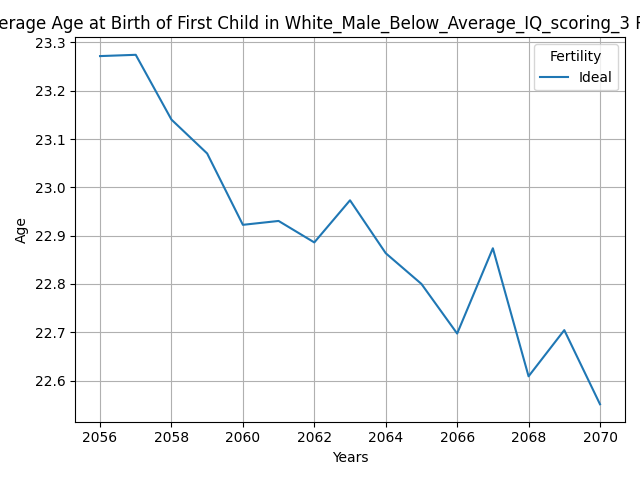 Average Age at Birth of First Child in White_Male_Below_Average_IQ_scoring_3
Fertility
Ideal
23.3
23.2
23.1
23.0
22.9
22.8
22.7
22.6
Age
2056 2058 2060 2062 2064 2066 2068 2070
Years